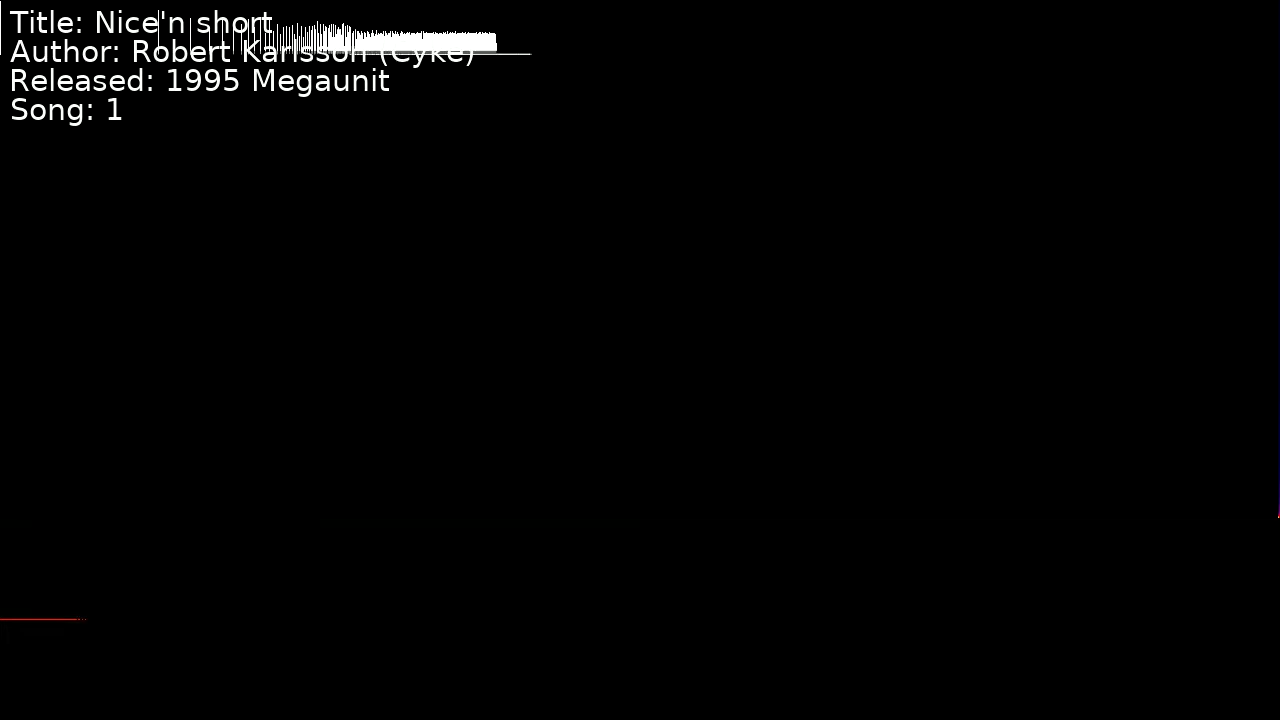 Title: Nice'n short
Author: Robert Karlsson (Cyke)
Released: 1995 Megaunit
Song: 1